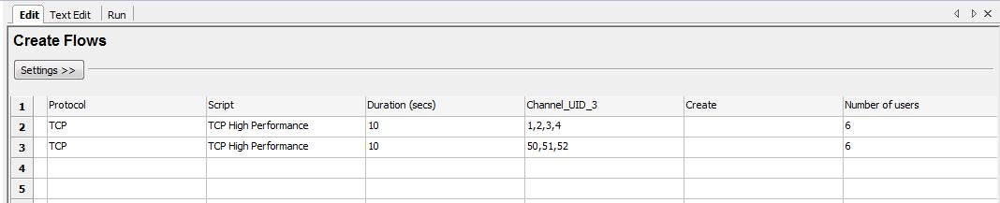 Edit Text Edit Run
Create Flows
Settings >>
1 Protocol Script Duration (secs) Channel_UID_3 Create Number of users
2 TCP TCP High Performance 10 1,2,3,4 6
3 TCP TCP High Performance 10 50,51,52 6
4
5